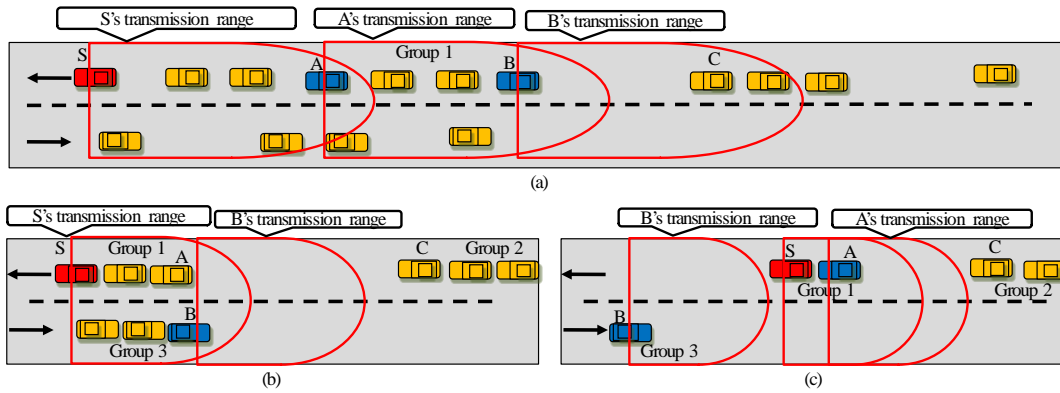 S's transmission range
A's transmission range
B's transmission range
S
A
Group 1
B
C
(a)
S's transmission range
B's transmission range
S
Group 1
A
C
Group 2
B
Group 3
(b)
B's transmission range
A's transmission range
S
A
C
Group 1
Group 2
B
Group 3
(c)